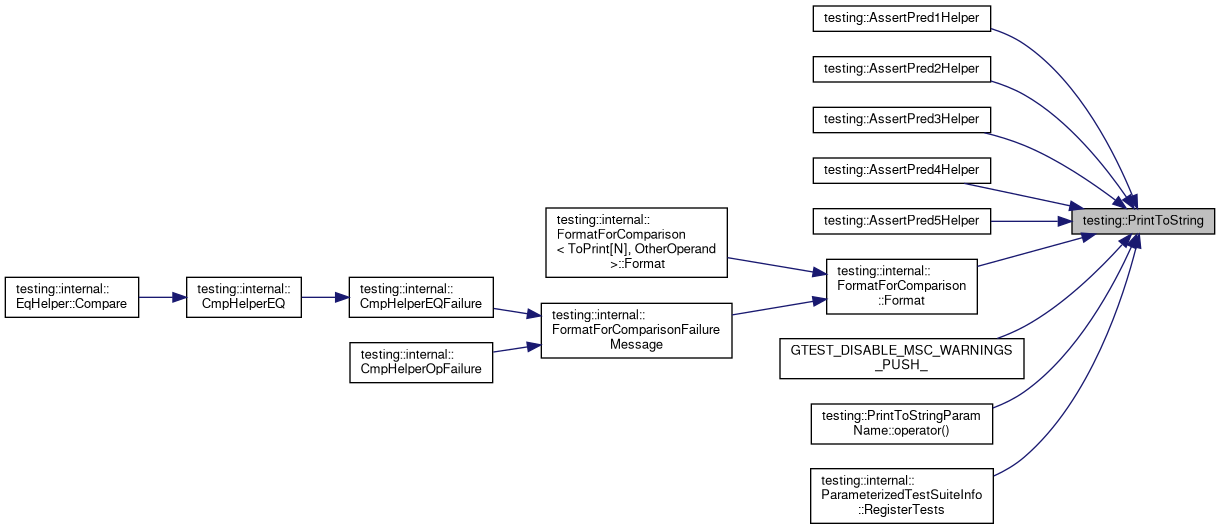 testing::AssertPred1Helper
testing::AssertPred2Helper
testing::AssertPred3Helper
testing::AssertPred4Helper
testing::AssertPred5Helper
testing::PrintToString
testing::internal::
FormatForComparison
< ToPrint[N], OtherOperand
>::Format
testing::internal::
FormatForComparison
::Format
testing::internal::
EqHelper::Compare
testing::internal::
CmpHelperEQ
testing::internal::
CmpHelperEQFailure
testing::internal::
FormatForComparisonFailure
Message
testing::internal::
CmpHelperOpFailure
GTEST_DISABLE_MSC_WARNINGS
_PUSH_
testing::PrintToStringParam
Name::operator()
testing::internal::
ParameterizedTestSuiteInfo
::RegisterTests